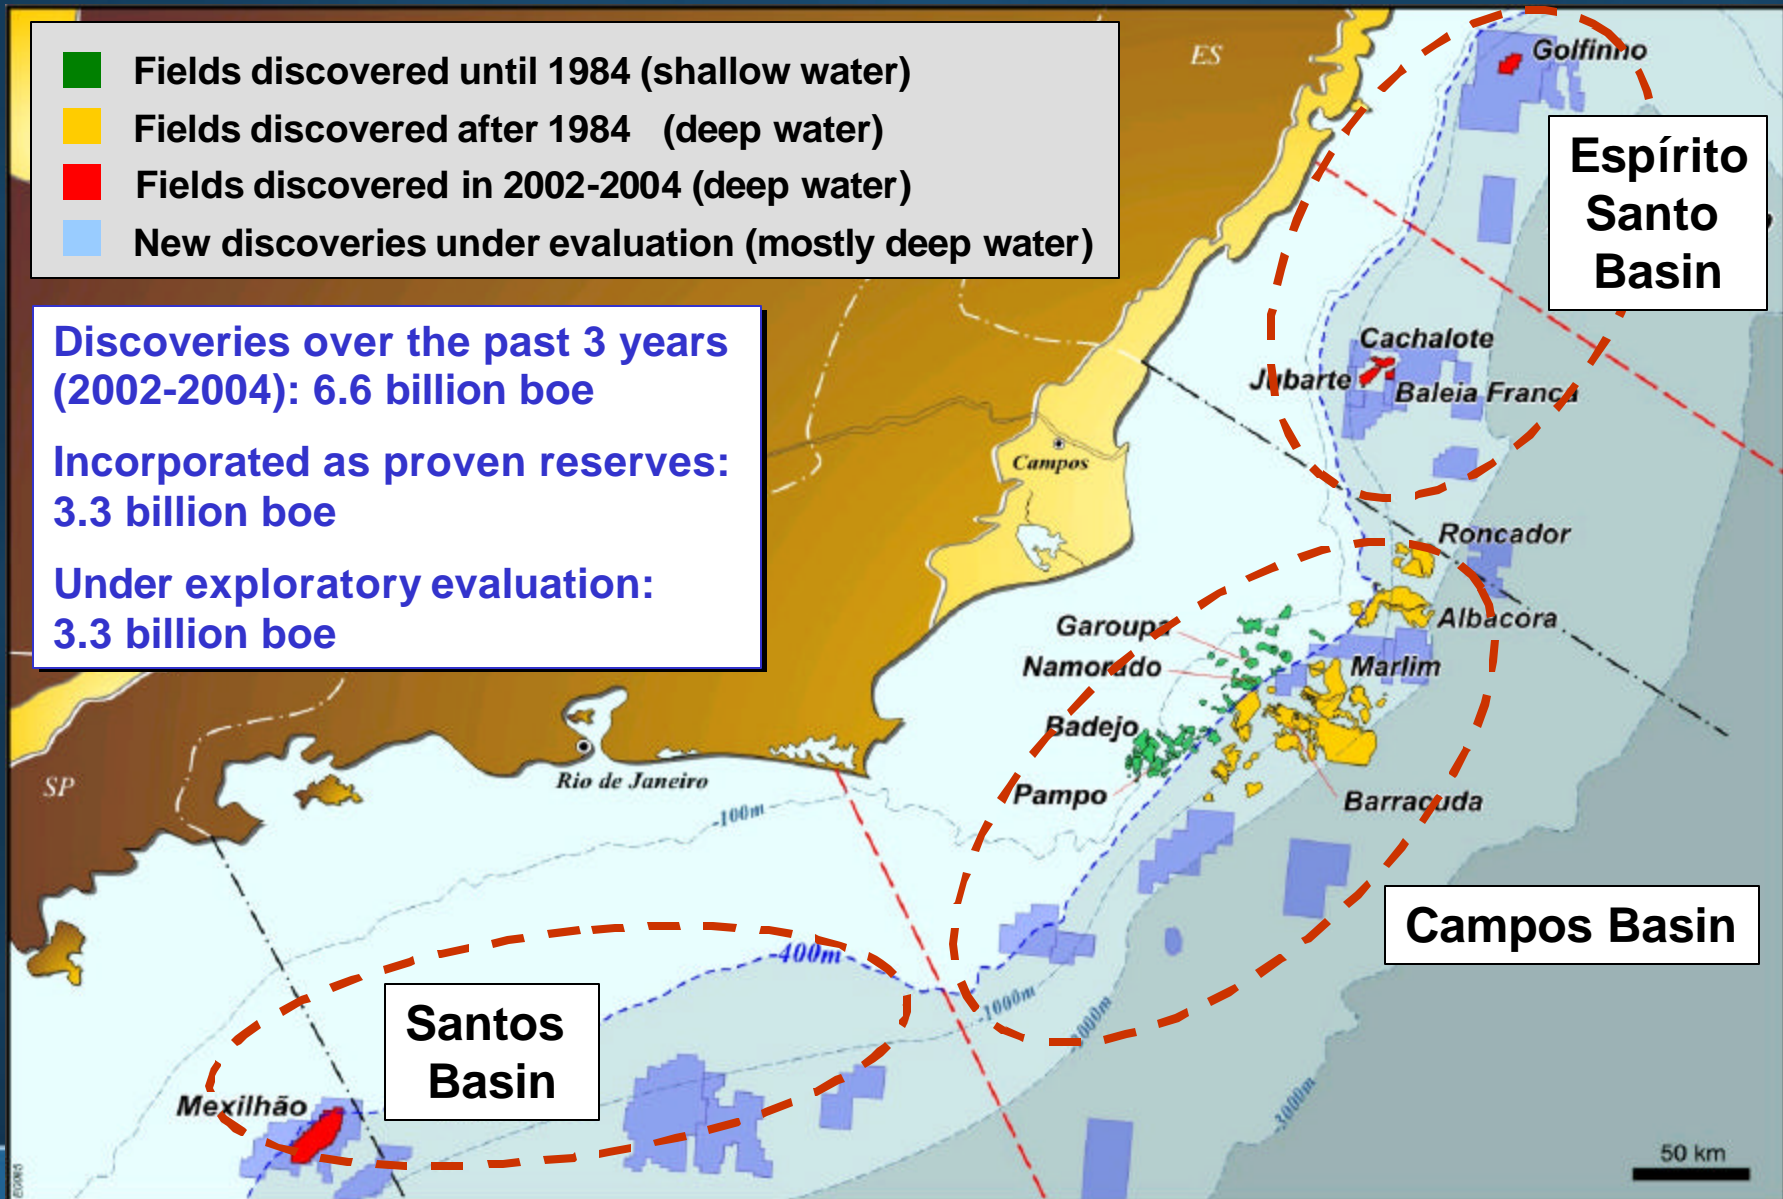 Fields discovered until 1984 (shallow water)
Fields discovered after 1984 (deep water)
Fields discovered in 2002-2004 (deep water)
New discoveries under evaluation (mostly deep water)
Discoveries over the past 3 years
(2002-2004): 6.6 billion boe
Incorporated as proven reserves:
3.3 billion boe
Under exploratory evaluation:
3.3 billion boe
ES
Golfinho
Espírito
Santo
Basin
Cachalote
Jubarte
Baleia Franca
Campos
Roncador
Albacora
Garoupa
Namorado
Marlim
Badejo
Pampo
Barracuda
SP
Rio de Janeiro
-100m
Campos Basin
-400m
-1000m
Santos
Basin
Mexilhão
-3000m
50 km